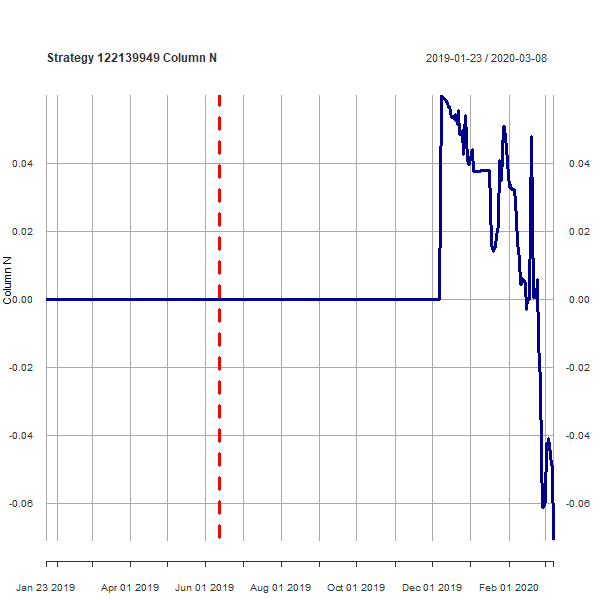 Strategy 122139949 Column N 2019-01-23 / 2020-03-08
0.04 0.04
0.02 0.02
Column N
0.00 0.00
-0.02 -0.02
-0.04 -0.04
-0.06 -0.06
Jan 23 2019 Apr 01 2019 Jun 01 2019 Aug 01 2019 Oct 01 2019 Dec 01 2019 Feb 01 2020